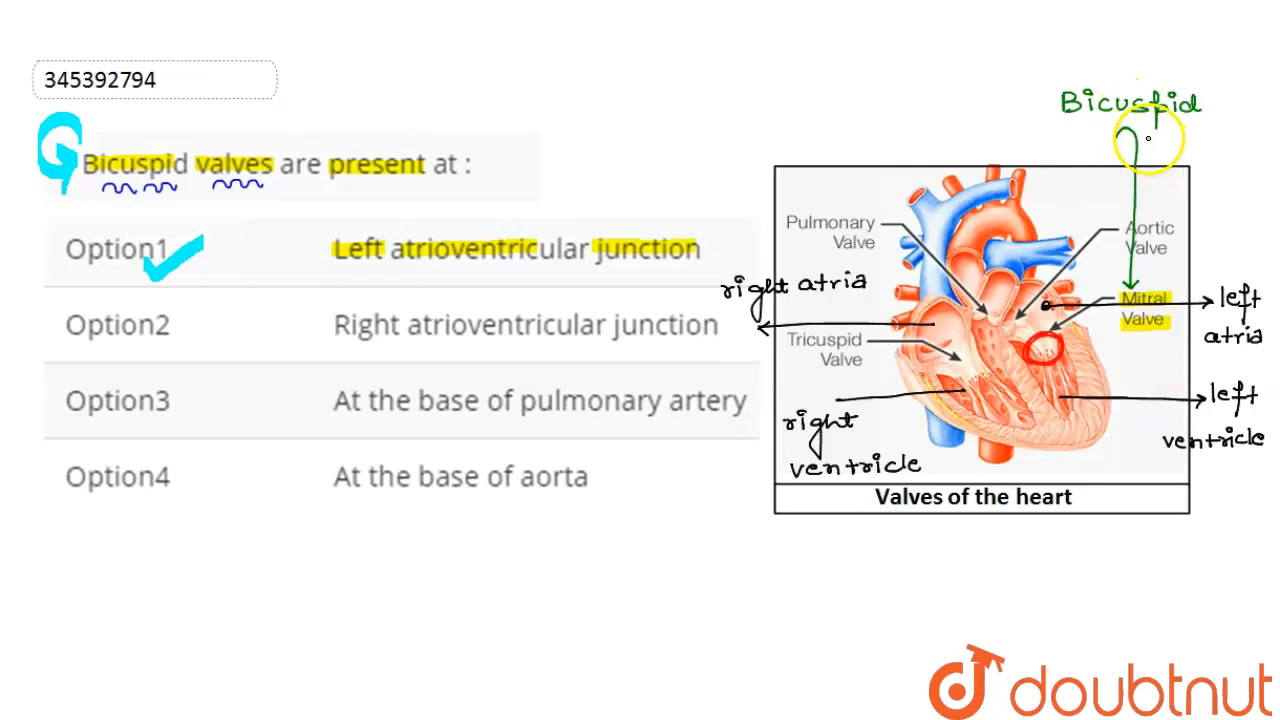 345392794
Bicuspid valves are present at :
Option1 Left atrioventricular junction
Option2 Right atrioventricular junction
Option3 At the base of pulmonary artery
Option4 At the base of aorta
Bicuspid
Pulmonary
Valve
Aortic
Valve
right atria
Mitral
Valve
left
atria
Tricuspid
Valve
right
ventricle
left
ventricle
Valves of the heart
doubtnut